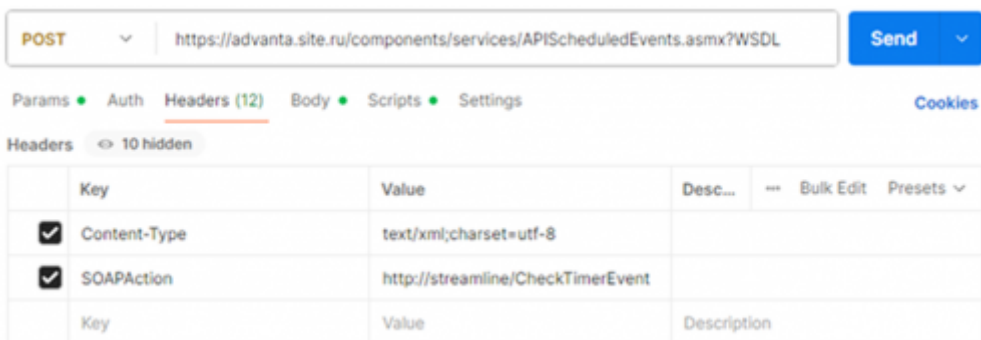 POST https://advanta.site.ru/components/services/APIScheduledEvents.asmx?WSDL Send
Params Auth Headers (12) Body Scripts Settings Cookies
Headers 10 hidden
Key Value Desc... Bulk Edit Presets
Content-Type text/xml;charset=utf-8
SOAPAction http://streamline/CheckTimerEvent
Key Value Description